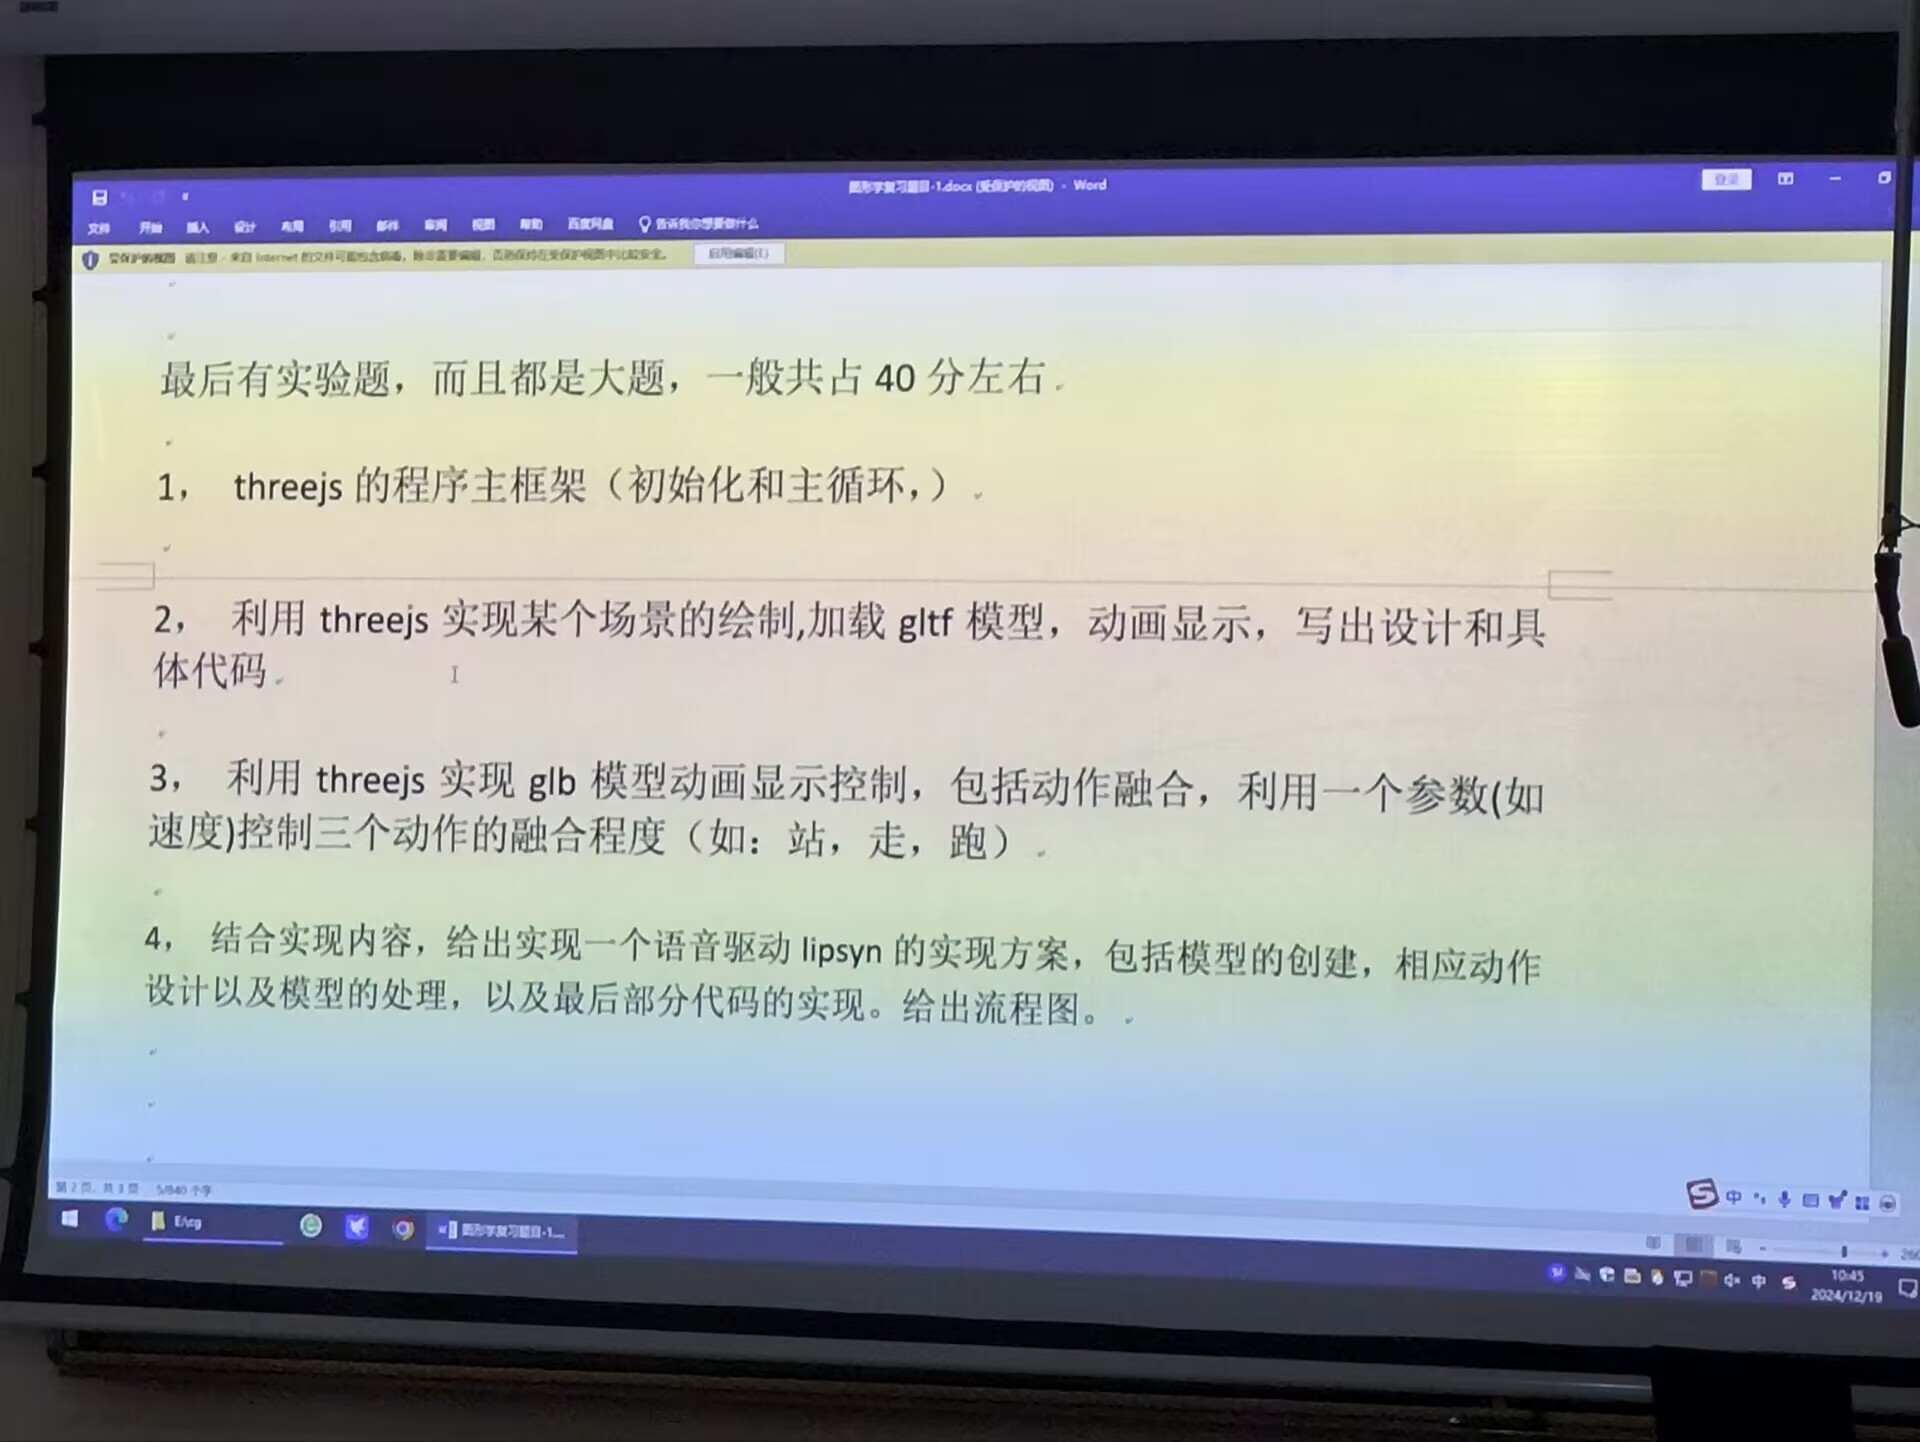 图形学复习题目-1.docx (受保护的视图) - Word
登录
文件 开始 插入 设计 布局 引用 邮件 审阅 视图 帮助 百度网盘 告诉我你想要做什么
受保护的视图 请注意 - 来自 Internet 的文件可能包含病毒。除非需要编辑，否则保持在受保护视图中比较安全。 启用编辑(E)
最后有实验题，而且都是大题，一般共占 40 分左右
1， threejs 的程序主框架（初始化和主循环，）
2， 利用 threejs 实现某个场景的绘制,加载 gltf 模型，动画显示，写出设计和具
体代码
3， 利用 threejs 实现 glb 模型动画显示控制，包括动作融合，利用一个参数(如
速度)控制三个动作的融合程度（如：站，走，跑）
4， 结合实现内容，给出实现一个语音驱动 lipsyn 的实现方案，包括模型的创建，相应动作
设计以及模型的处理，以及最后部分代码的实现。给出流程图。
第 2 页，共 3 页 5/840 个字
中
E:\cg
图形学复习题目-1...
中
10:45
2024/12/19